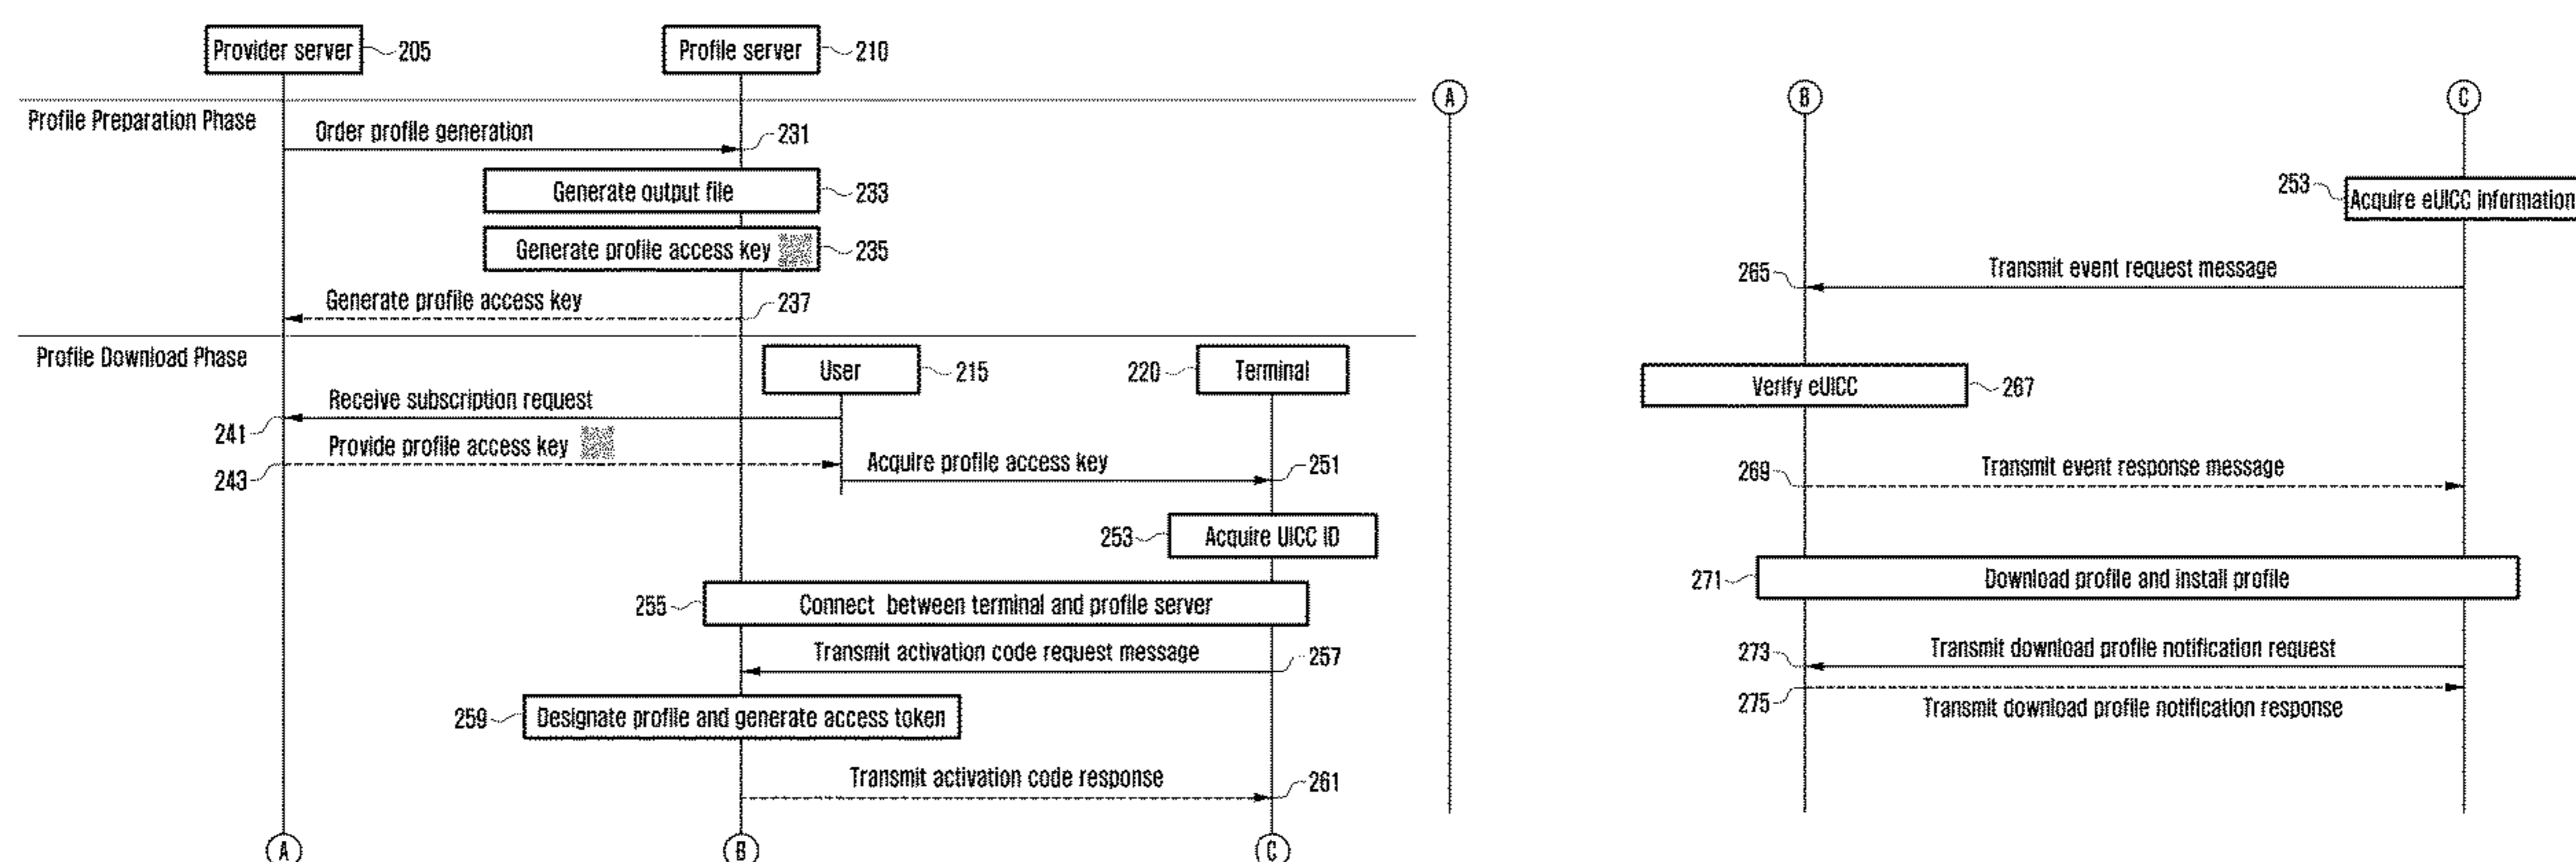 Provider server
205
Profile server
210
Profile Preparation Phase
Order profile generation
231
Generate output file
233
Generate profile access key
235
Generate profile access key
237
Profile Download Phase
User
215
220
Terminal
Receive subscription request
241
Provide profile access key
243
Acquire profile access key
251
253
Acquire UICC ID
255
Connect between terminal and profile server
Transmit activation code request message
257
259
Designate profile and generate access token
Transmit activation code response
261
A
B
C
A
B
C
253
Acquire eUICC information
265
Transmit event request message
Verify eUICC
267
269
Transmit event response message
271
Download profile and install profile
273
Transmit download profile notification request
275
Transmit download profile notification response